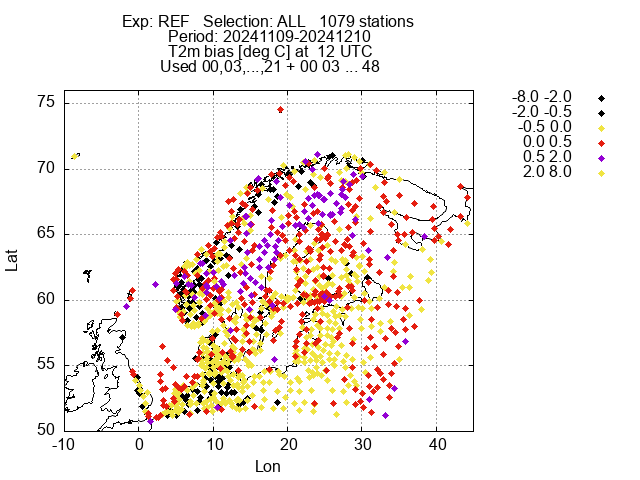 Exp: REF   Selection: ALL   1079 stations
Period: 20241109-20241210
T2m bias [deg C] at  12 UTC
Used 00,03,...,21 + 00 03 ... 48
-8.0 -2.0
-2.0 -0.5
-0.5 0.0
0.0 0.5
0.5 2.0
2.0 8.0
75
70
65
60
55
50
Lat
-10 0 10 20 30 40
Lon